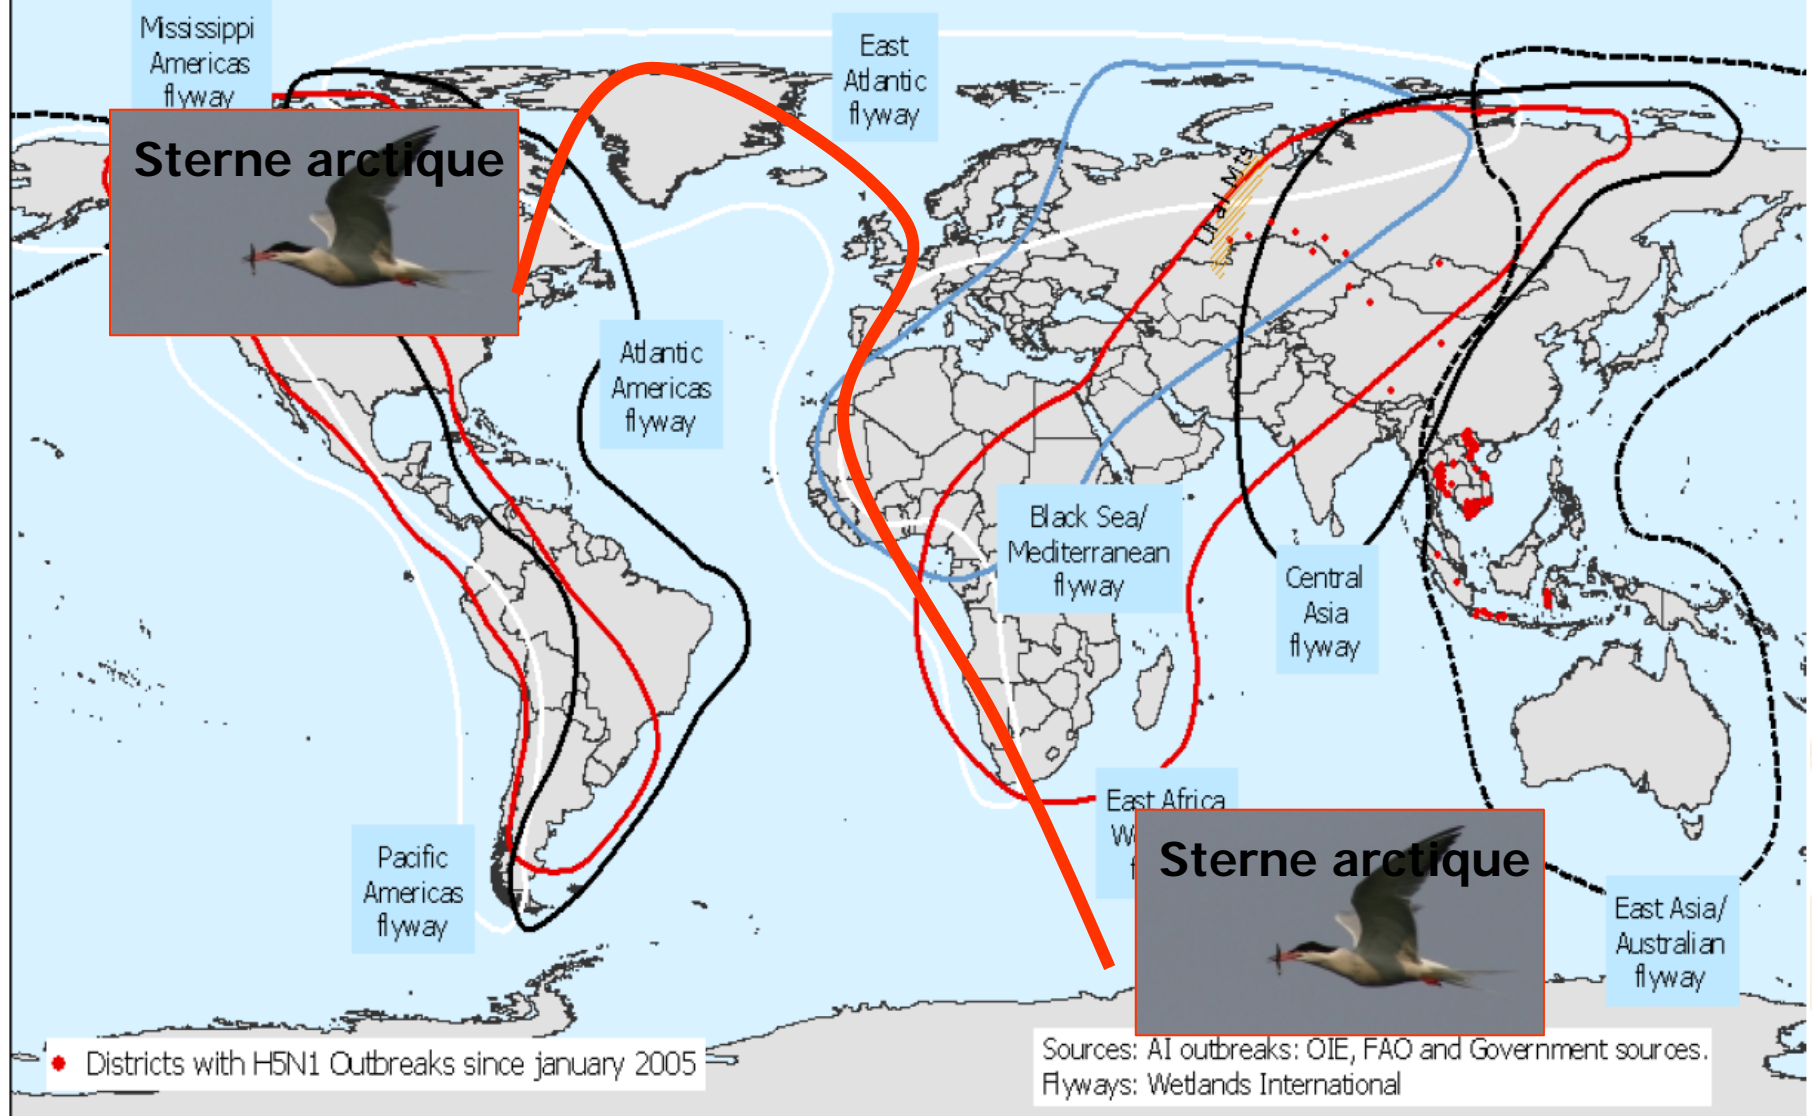 Mississippi
Americas
flyway
East
Atlantic
flyway
Sterne arctique
Ural Mts
Atlantic
Americas
flyway
Black Sea/
Mediterranean
flyway
Central
Asia
flyway
East Africa
W
f
Sterne arctique
Pacific
Americas
flyway
East Asia/
Australian
flyway
Districts with H5N1 Outbreaks since january 2005
Sources: AI outbreaks: OIE, FAO and Government sources.
Flyways: Wetlands International